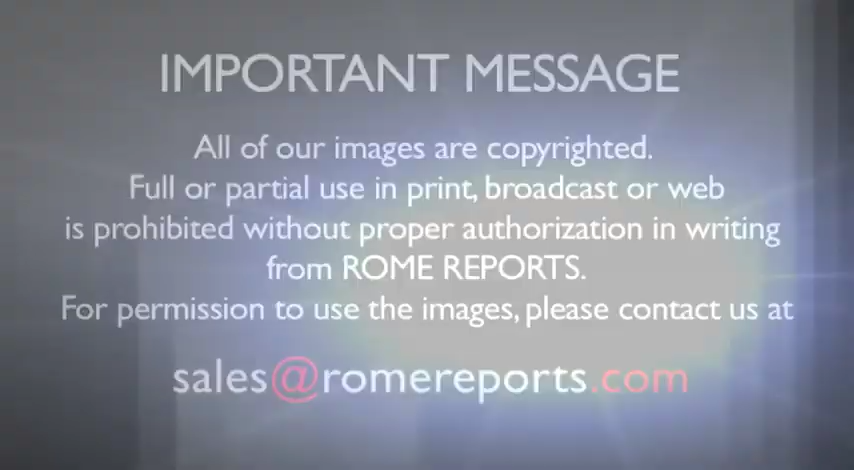 IMPORTANT MESSAGE
All of our images are copyrighted.
Full or partial use in print, broadcast or web
is prohibited without proper authorization in writing
from ROME REPORTS.
For permission to use the images, please contact us at
sales@romereports.com